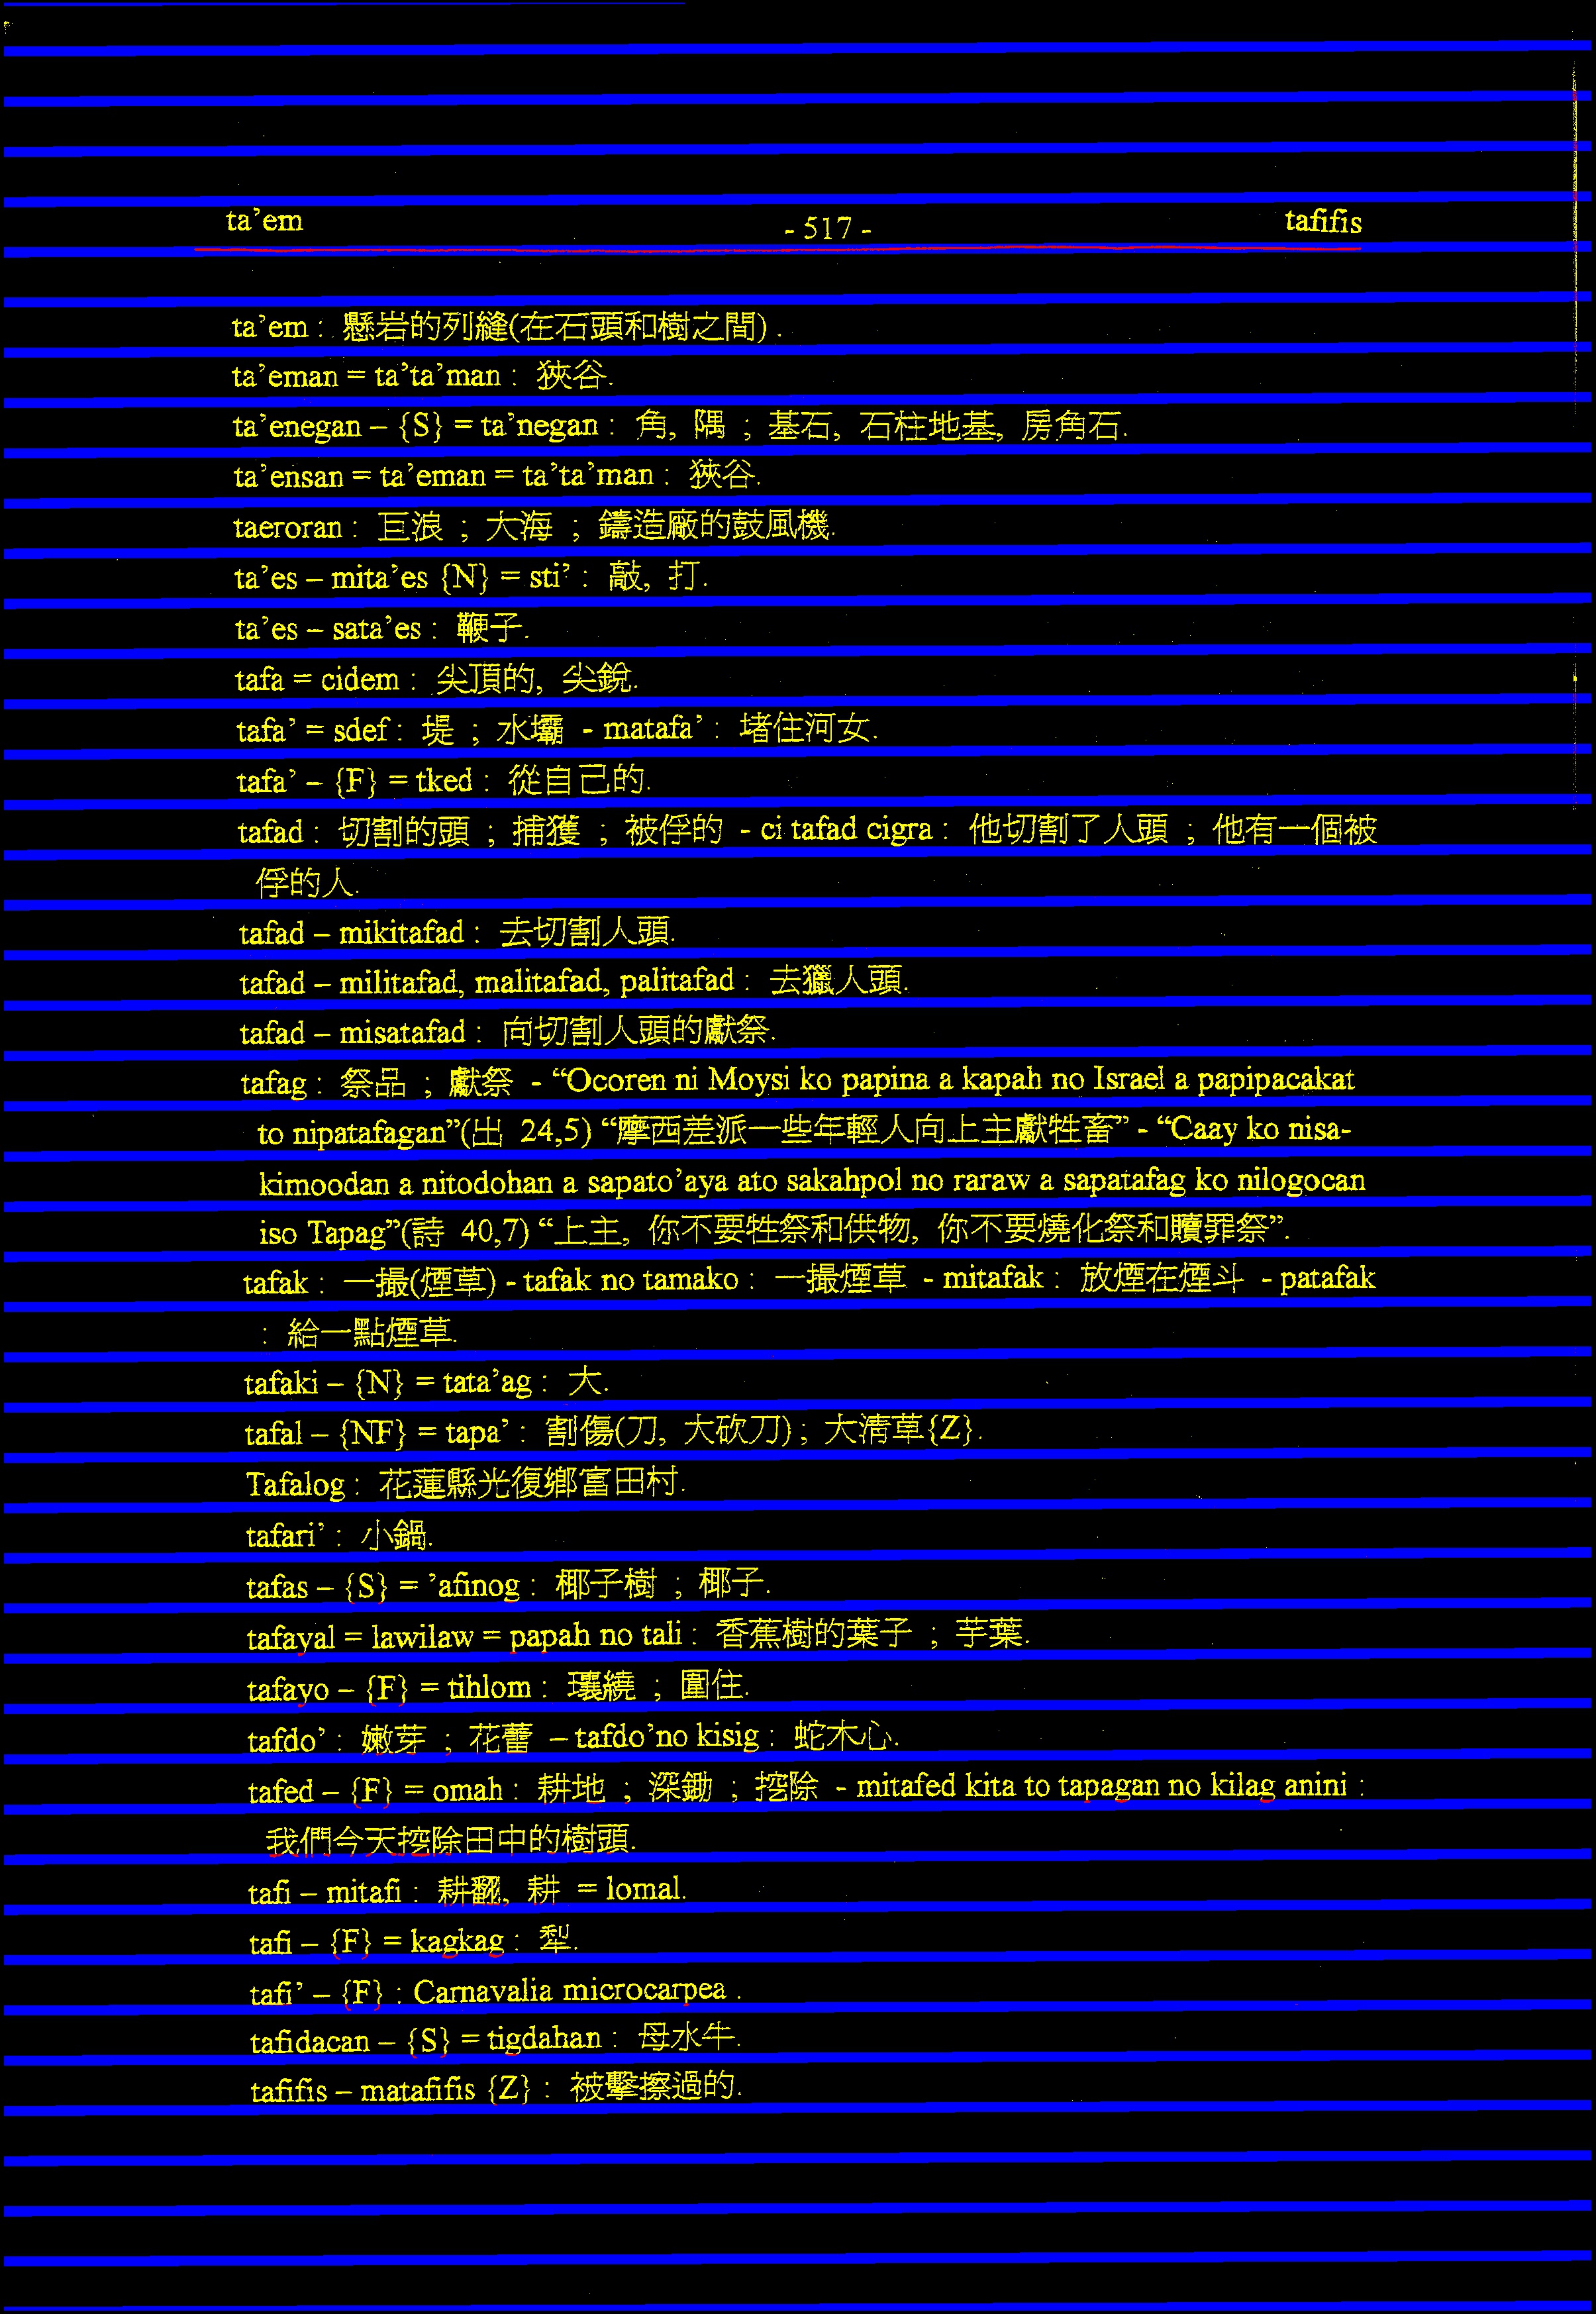 ta’em - 517 - tafifis
ta’em : 懸岩的列縫(在石頭和樹之間) .
ta’eman = ta’ta’man : 狹谷.
ta’enegan – {S} = ta’negan : 角, 隅 ; 基石, 石柱地基, 房角石.
ta’ensan = ta’eman = ta’ta’man : 狹谷.
taeroran : 巨浪 ; 大海 ; 鑄造廠的鼓風機.
ta’es – mita’es {N} = sti’ : 敲, 打.
ta’es – sata’es : 鞭子.
tafa = cidem : 尖頂的, 尖銳.
tafa’ = sdef : 堤 ; 水壩 - matafa’ : 堵住河女.
tafa’ – {F} = tked : 從自己的.
tafad : 切割的頭 ; 捕獲 ; 被俘的 - ci tafad cigra : 他切割了人頭 ; 他有一個被
俘的人.
tafad – mikitafad : 去切割人頭.
tafad – militafad, malitafad, palitafad : 去獵人頭.
tafad – misatafad : 向切割人頭的獻祭.
tafag : 祭品 ; 獻祭 - “Ocoren ni Moysi ko papina a kapah no Israel a papipacakat
to nipatafagan”(出 24,5) “摩西差派一些年輕人向上主獻牲畜” - “Caay ko nisa-
kimoodan a nitodohan a sapato’aya ato sakahpol no raraw a sapatafag ko nilogocan
iso Tapag”(詩 40,7) “上主, 你不要牲祭和供物, 你不要燒化祭和贖罪祭”.
tafak : 一撮(煙草) - tafak no tamako : 一撮煙草 - mitafak : 放煙在煙斗 - patafak
: 給一點煙草.
tafaki – {N} = tata’ag : 大.
tafal – {NF} = tapa’ : 割傷(刀, 大砍刀) ; 大清草{Z}.
Tafalog : 花蓮縣光復鄉富田村.
tafari’ : 小鍋.
tafas – {S} = ’afinog : 椰子樹 ; 椰子.
tafayal = lawilaw = papah no tali : 香蕉樹的葉子 ; 芋葉.
tafayo – {F} = tihlom : 瓖繞 ; 圍住.
tafdo’ : 嫩芽 ; 花蕾 – tafdo’no kisig : 蛇木心.
tafed – {F} = omah : 耕地 ; 深鋤 ; 挖除 - mitafed kita to tapagan no kilag anini :
我們今天挖除田中的樹頭.
tafi – mitafi : 耕翻, 耕 = lomal.
tafi – {F} = kagkag : 犁.
tafi’ – {F} : Carnavalia microcarpea .
tafidacan – {S} = tigdahan : 母水牛.
tafifis – matafifis {Z} : 被擊擦過的.